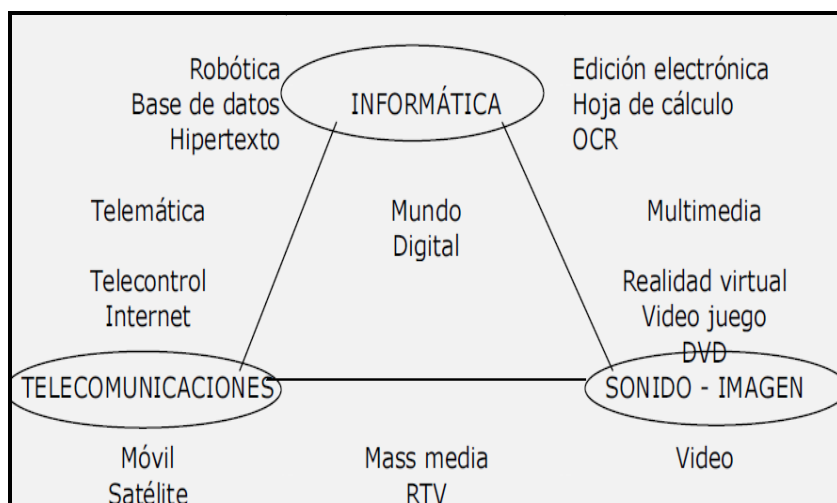 Robótica
Base de datos
Hipertexto
INFORMÁTICA
Edición electrónica
Hoja de cálculo
OCR
Telemática
Mundo
Digital
Multimedia
Telecontrol
Internet
Realidad virtual
Video juego
DVD
TELECOMUNICACIONES
SONIDO - IMAGEN
Móvil
Satélite
Mass media
RTV
Video